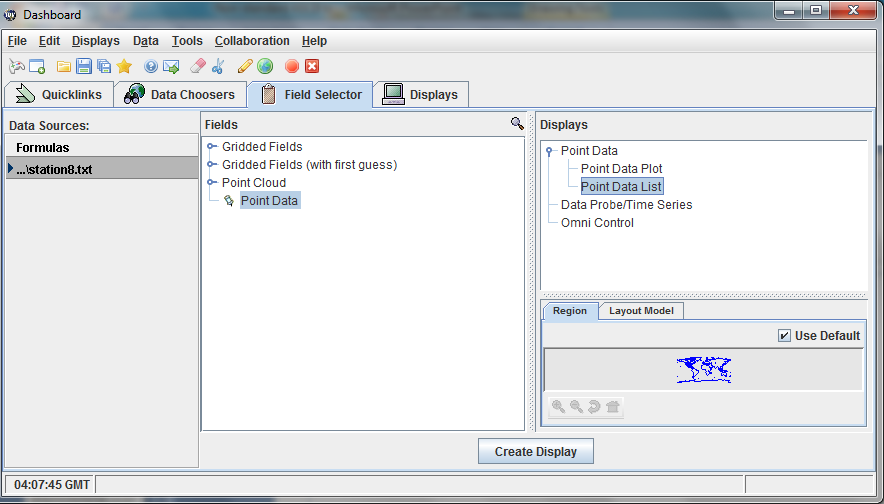 Dashboard
File Edit Displays Data Tools Collaboration Help
Quicklinks Data Choosers Field Selector Displays
Data Sources:
Formulas
...\station8.txt
Fields
Gridded Fields
Gridded Fields (with first guess)
Point Cloud
Point Data
Displays
Point Data
Point Data Plot
Point Data List
Data Probe/Time Series
Omni Control
Region Layout Model
Use Default
Create Display
04:07:45 GMT